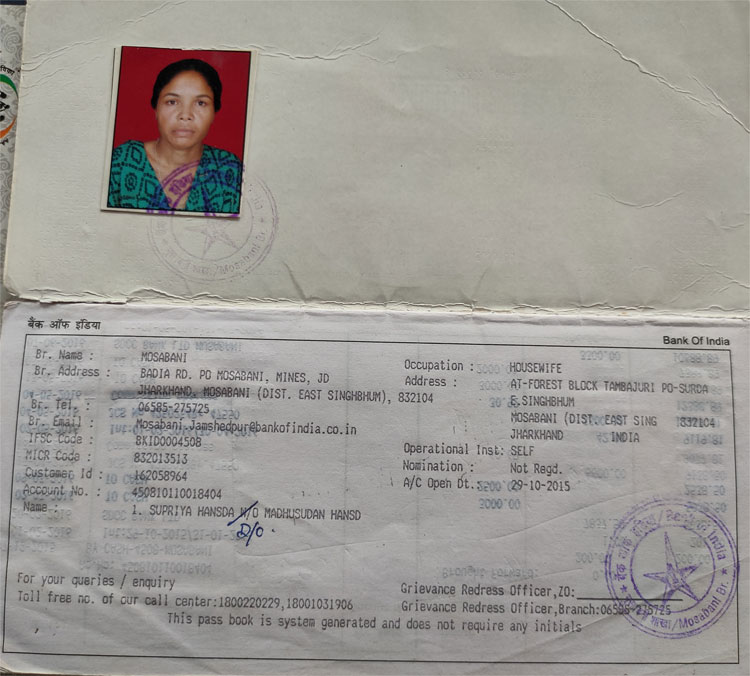 बैंक ऑफ इंडिया
Bank Of India
Br. Name : MOSABANI
Br. Address : BADIA RD. PO MOSABANI, MINES, JD
JHARKHAND, MOSABANI (DIST. EAST SINGHBHUM), 832104
Br. Tel. : 06585-275725
Br. Email : Mosabani.Jamshedpur@bankofindia.co.in
IFSC Code : BKID0004508
MICR Code : 832013513
Customer Id : 162058964
Account No. : 450810110018404
Name : 1. SUPRIYA HANSDA W/O MADHUSUDAN HANSD
D/O
Occupation : HOUSEWIFE
Address : AT-FOREST BLOCK TAMBAJURI PO-SURDA
E.SINGHBHUM
MOSABANI (DIST. EAST SING 832104
JHARKHAND INDIA
Operational Inst: SELF
Nomination : Not Regd.
A/C Open Dt.: 29-10-2015
For your queries / enquiry
Toll free no. of our call center:1800220229,18001031906
Grievance Redress Officer,ZO:
Grievance Redress Officer,Branch:06585-275725
This pass book is system generated and does not require any initials
बैंक ऑफ इंडिया/Bank of India
/Mosabani Br.
/Mosabani Br.